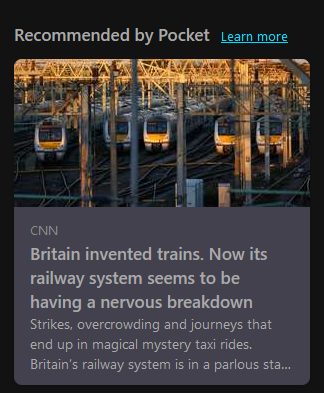 Recommended by Pocket Learn more
CNN
Britain invented trains. Now its
railway system seems to be
having a nervous breakdown
Strikes, overcrowding and journeys that
end up in magical mystery taxi rides.
Britain's railway system is in a parlous sta...